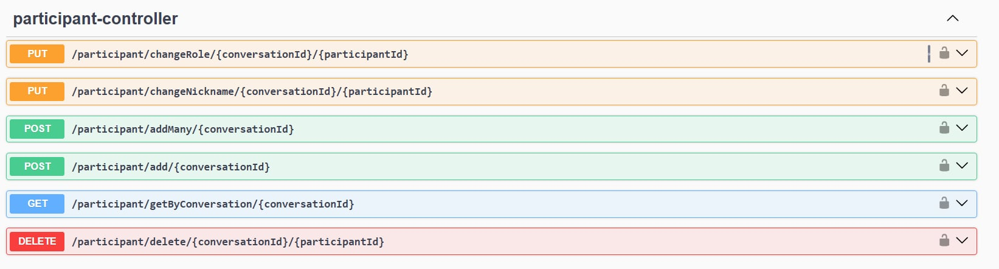 participant-controller
PUT /participant/changeRole/{conversationId}/{participantId}
PUT /participant/changeNickname/{conversationId}/{participantId}
POST /participant/addMany/{conversationId}
POST /participant/add/{conversationId}
GET /participant/getByConversation/{conversationId}
DELETE /participant/delete/{conversationId}/{participantId}